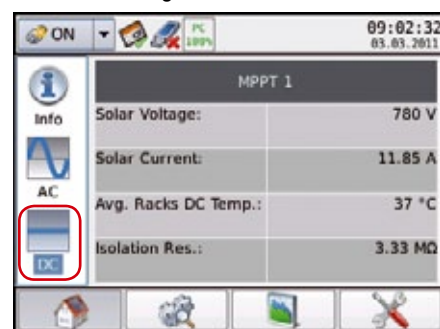 ON
PC
100%
09:02:32
03.03.2011
MPPT 1
Info
Solar Voltage: 780 V
Solar Current: 11.85 A
AC
Avg. Racks DC Temp.: 37 °C
Isolation Res.: 3.33 MΩ
DC